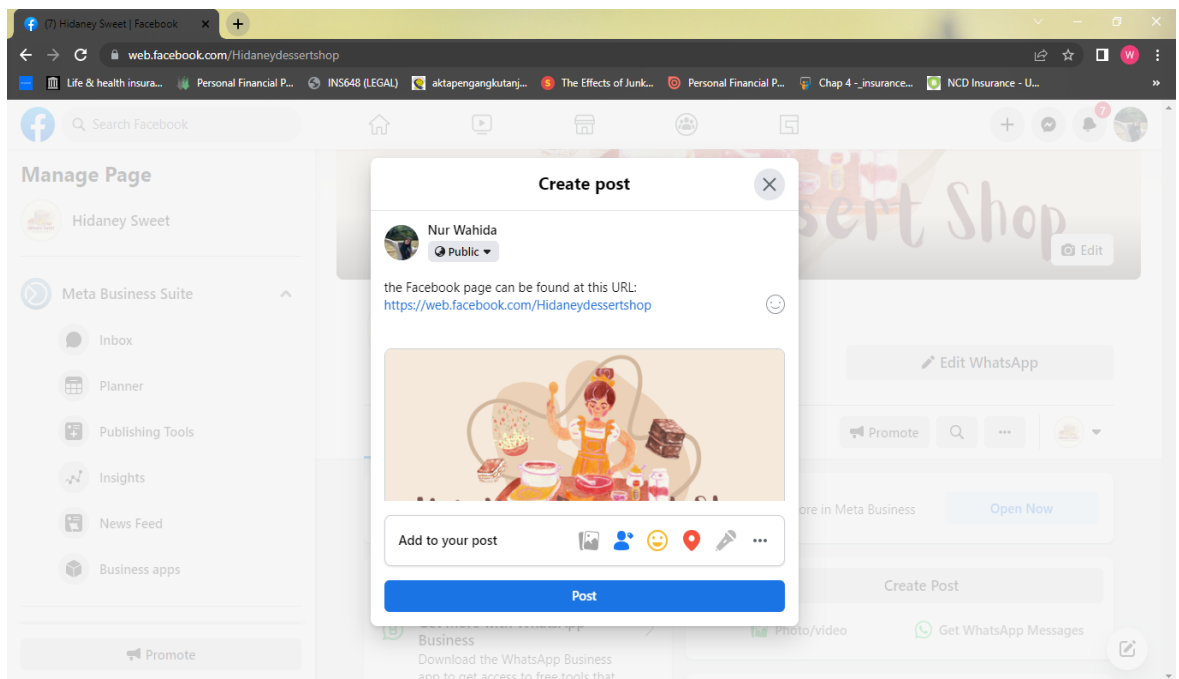 (7) Hidaney Sweet | Facebook
web.facebook.com/Hidaneydessertshop
W
Life & health insura...
Personal Financial P...
INS648 (LEGAL)
aktapengangkutanj...
The Effects of Junk...
Personal Financial P...
Chap 4 -_insurance...
NCD Insurance - U...
»
Search Facebook
7
Manage Page
Hidaney Sweet
Meta Business Suite
Inbox
Planner
Publishing Tools
Insights
News Feed
Business apps
Promote
sert Shop
Edit
Create post
Nur Wahida
Public
the Facebook page can be found at this URL:
https://web.facebook.com/Hidaneydessertshop
Add to your post
Post
Edit WhatsApp
Promote
ore in Meta Business
Open Now
Create Post
Photo/video
Get WhatsApp Messages
Business
Download the WhatsApp Business
app to get access to free tools that